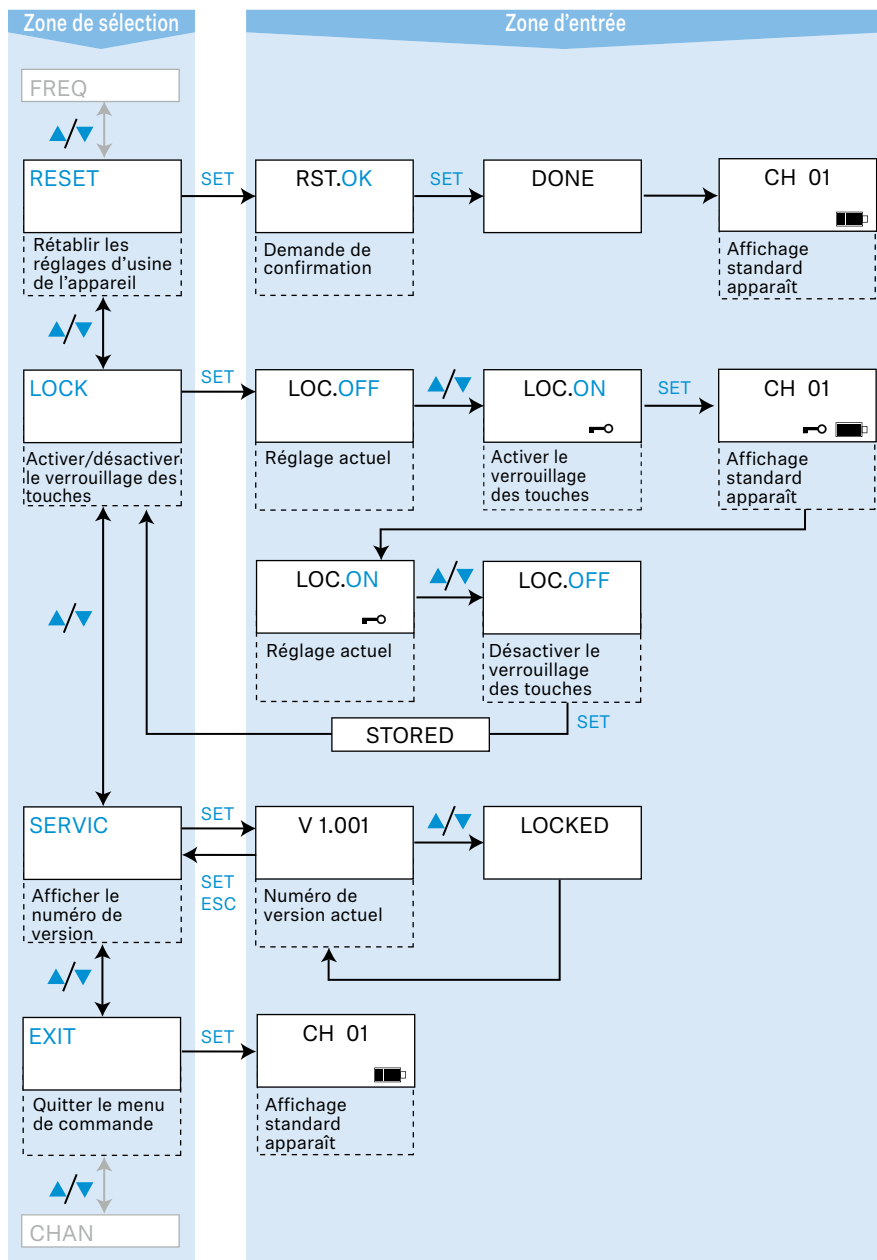 Zone de sélection
Zone d'entrée
FREQ
▲/▼
RESET
SET
RST.OK
SET
DONE
CH 01
Rétablir les
réglages d'usine
de l'appareil
Demande de
confirmation
Affichage
standard
apparaît
▲/▼
LOCK
SET
LOC.OFF
▲/▼
LOC.ON
SET
CH 01
Activer/désactiver
le verrouillage des
touches
Réglage actuel
Activer le
verrouillage
des touches
Affichage
standard
apparaît
LOC.ON
▲/▼
LOC.OFF
▲/▼
Réglage actuel
Désactiver le
verrouillage
des touches
SET
STORED
SERVIC
SET
V 1.001
▲/▼
LOCKED
SET
ESC
Afficher le
numéro de
version
Numéro de
version actuel
▲/▼
EXIT
SET
CH 01
Quitter le menu
de commande
Affichage
standard
apparaît
▲/▼
CHAN